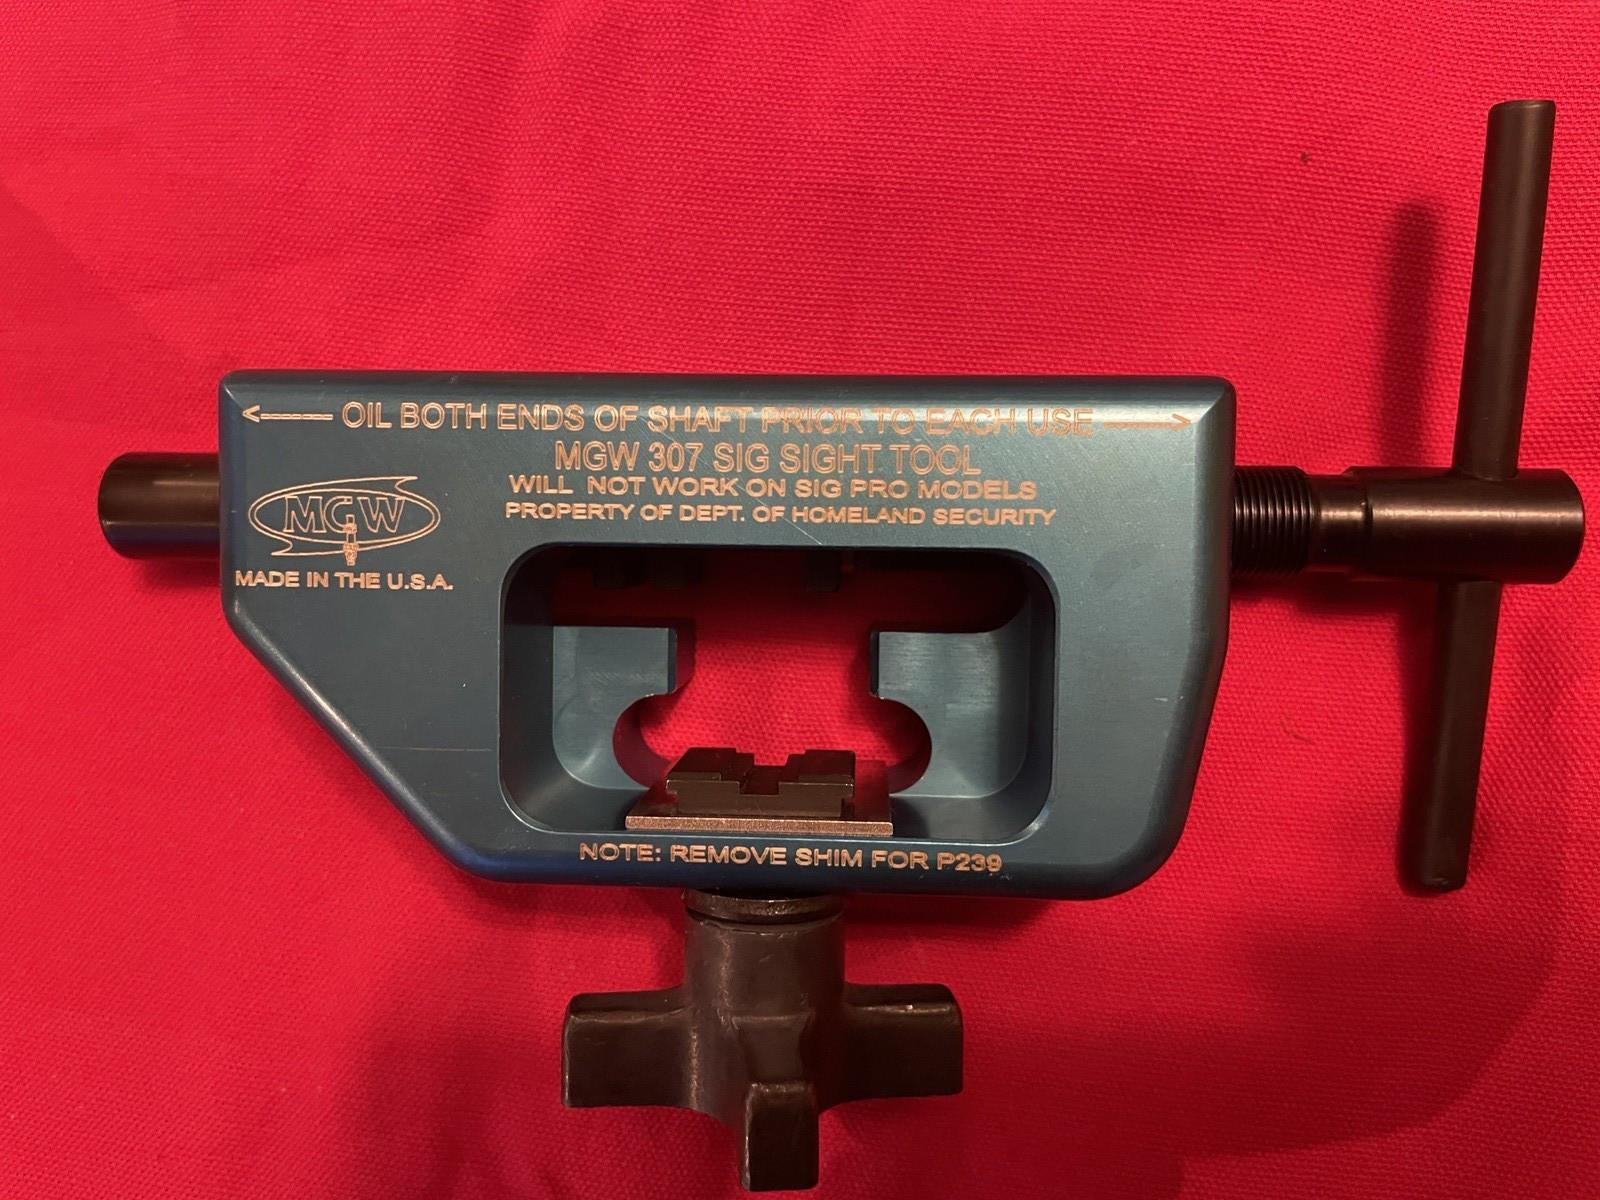 <------ OIL BOTH ENDS OF SHAFT PRIOR TO EACH USE ------>
MGW 307 SIG SIGHT TOOL
WILL NOT WORK ON SIG PRO MODELS
PROPERTY OF DEPT. OF HOMELAND SECURITY
MGW
MADE IN THE U.S.A.
NOTE: REMOVE SHIM FOR P239